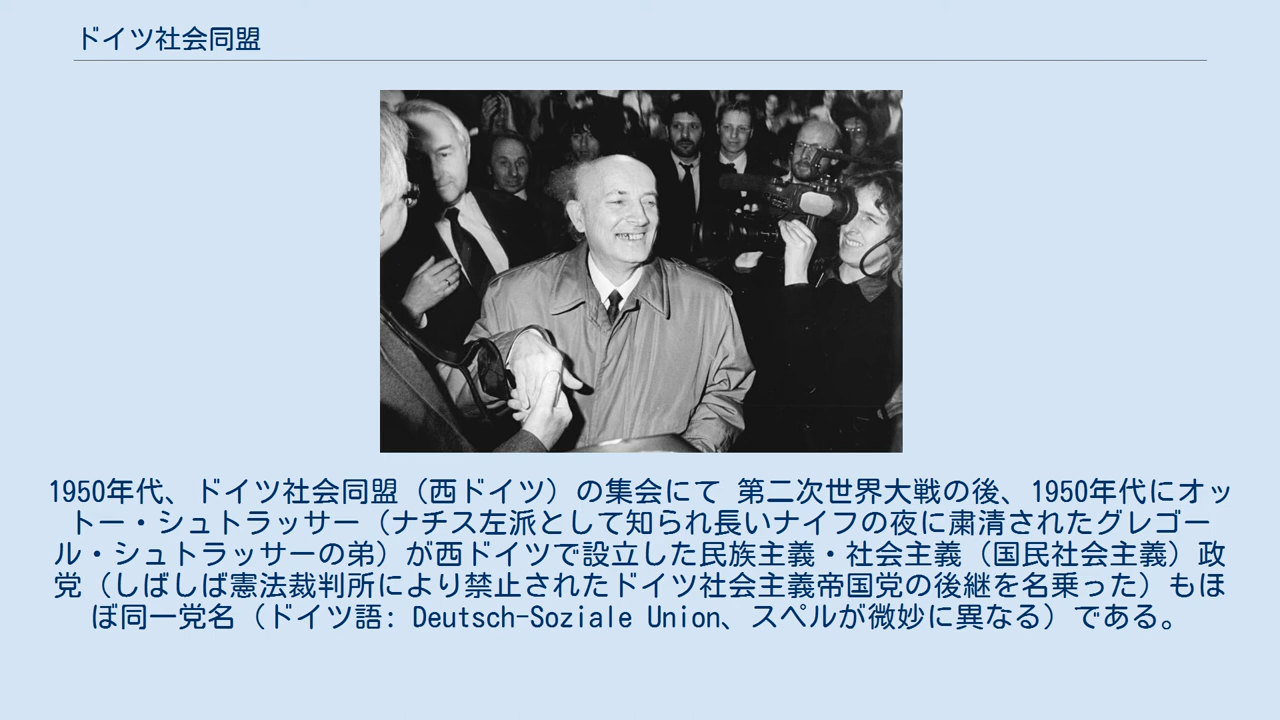 ドイツ社会同盟
1950年代、ドイツ社会同盟（西ドイツ）の集会にて 第二次世界大戦の後、1950年代にオッ
トー・シュトラッサー（ナチス左派として知られ長いナイフの夜に粛清されたグレゴー
ル・シュトラッサーの弟）が西ドイツで設立した民族主義・社会主義（国民社会主義）政
党（しばしば憲法裁判所により禁止されたドイツ社会主義帝国党の後継を名乗った）もほ
ぼ同一党名（ドイツ語: Deutsch-Soziale Union、スペルが微妙に異なる）である。